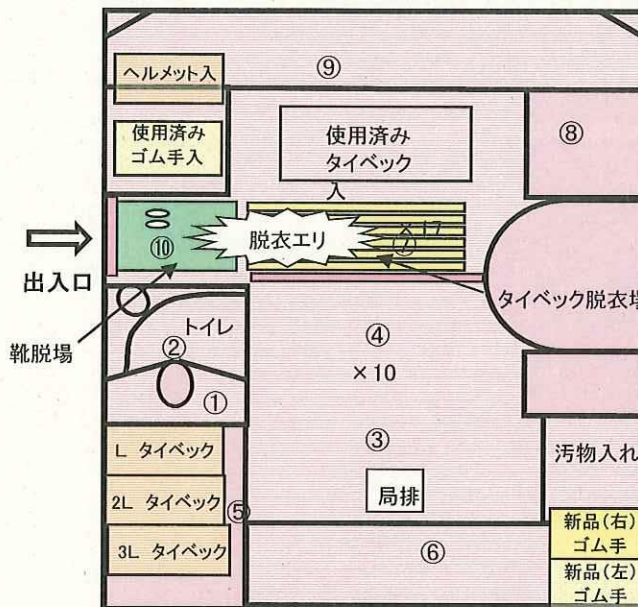 ⑨
ヘルメット入
使用済み
ゴム手入
使用済み
タイベック
入
⑧
⑩
脱衣エリ
×17
⑦
出入口
タイベック脱衣場
靴脱場
トイレ
②
①
④
×10
③
局排
L タイベック
2L タイベック
3L タイベック
⑤
⑥
汚物入れ
新品(右)
ゴム手
新品(左)
ゴム手